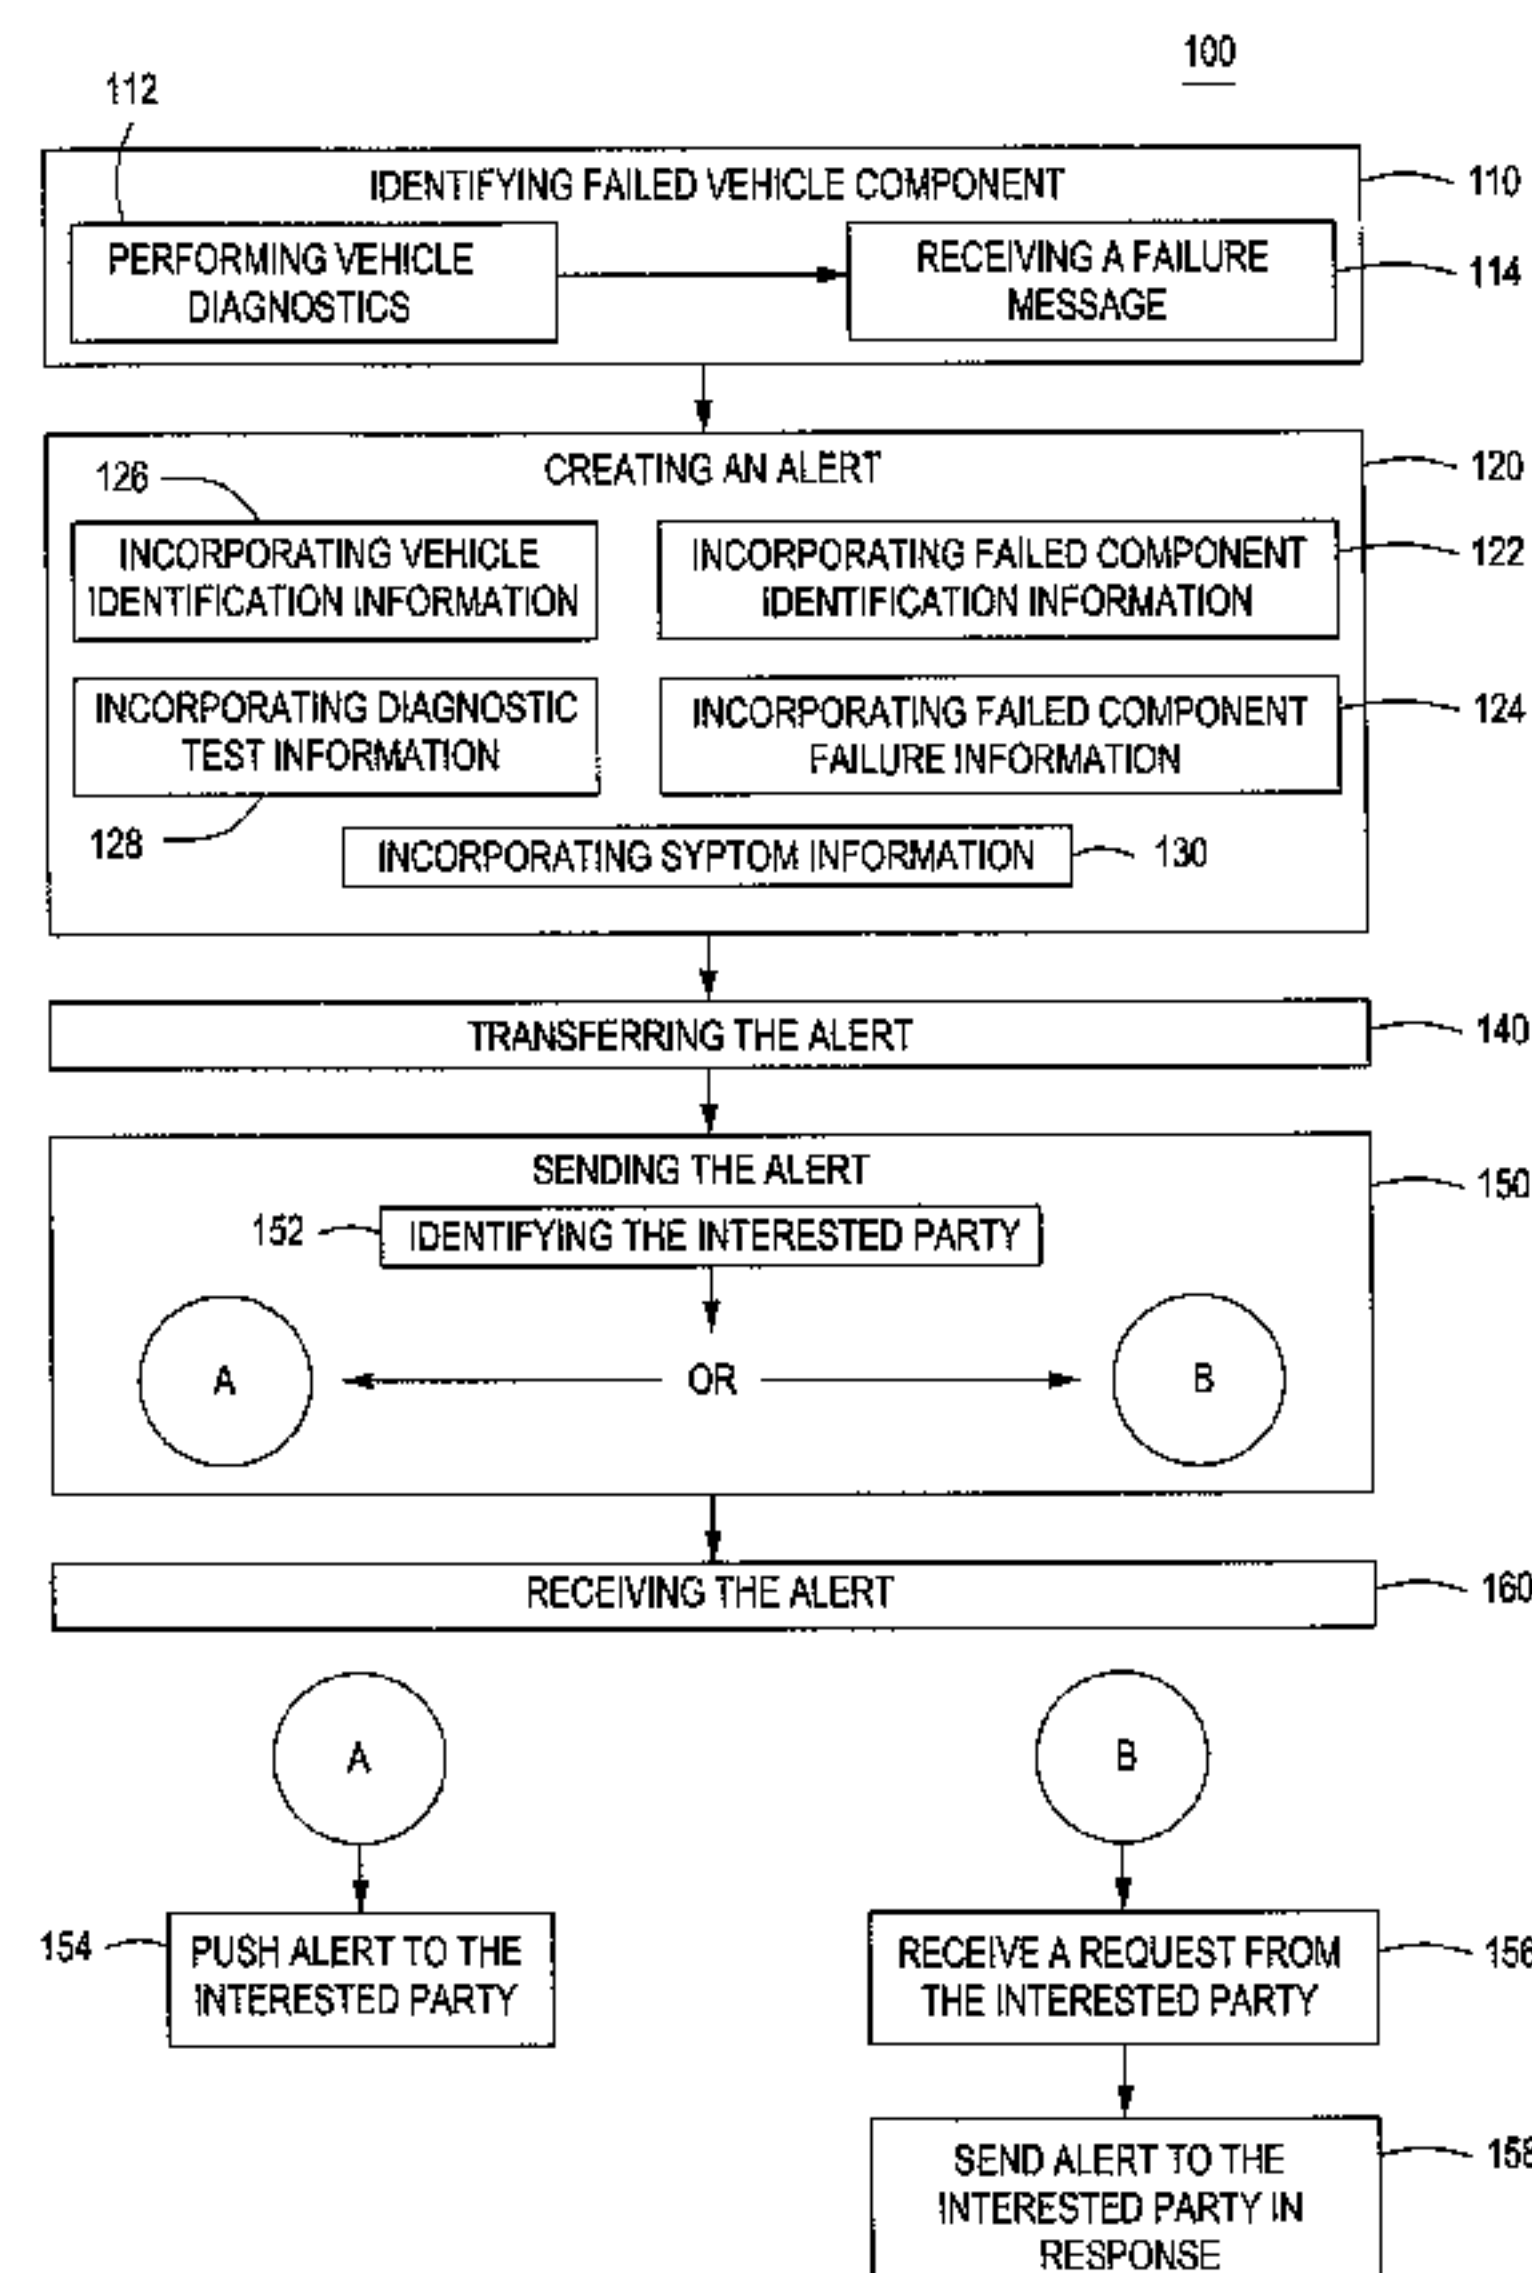 100
112
IDENTIFYING FAILED VEHICLE COMPONENT
110
PERFORMING VEHICLE
DIAGNOSTICS
RECEIVING A FAILURE
MESSAGE
114
CREATING AN ALERT
120
126
INCORPORATING VEHICLE
IDENTIFICATION INFORMATION
INCORPORATING FAILED COMPONENT
IDENTIFICATION INFORMATION
122
INCORPORATING DIAGNOSTIC
TEST INFORMATION
INCORPORATING FAILED COMPONENT
FAILURE INFORMATION
124
128
INCORPORATING SYPTOM INFORMATION
130
TRANSFERRING THE ALERT
140
SENDING THE ALERT
150
152
IDENTIFYING THE INTERESTED PARTY
A
OR
B
RECEIVING THE ALERT
160
A
B
154
PUSH ALERT TO THE
INTERESTED PARTY
RECEIVE A REQUEST FROM
THE INTERESTED PARTY
156
SEND ALERT TO THE
INTERESTED PARTY IN
RESPONSE
158